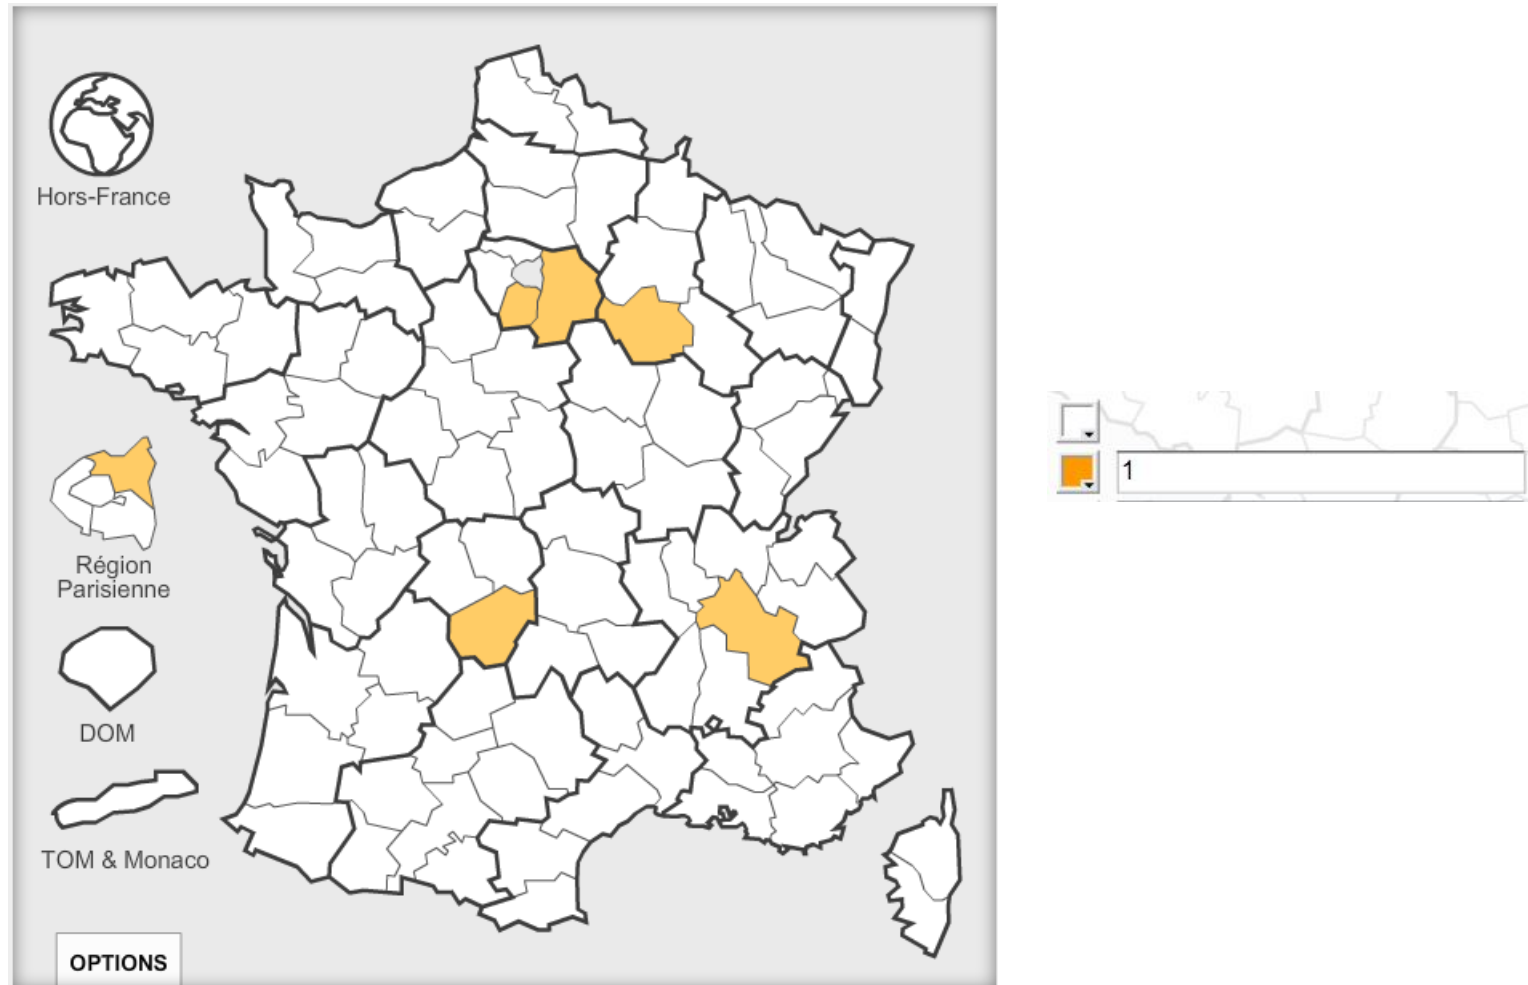 Hors-France
Région
Parisienne
DOM
TOM & Monaco
OPTIONS
1